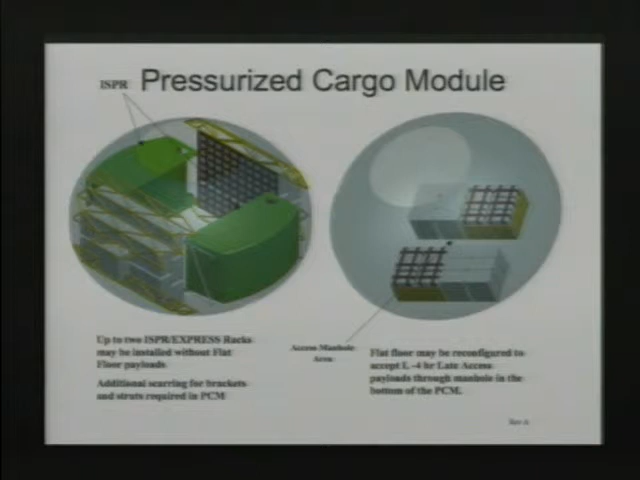 Pressurized Cargo Module
ISPR
Up to two ISPR/EXPRESS Racks
may be installed without Flat
Floor payloads
Additional scarring for brackets
and struts required in PCM
Access Manhole
Area
Flat floor may be reconfigured to
accept L -4 hr Late Access
payloads through manhole in the
bottom of the PCM.
Rev A